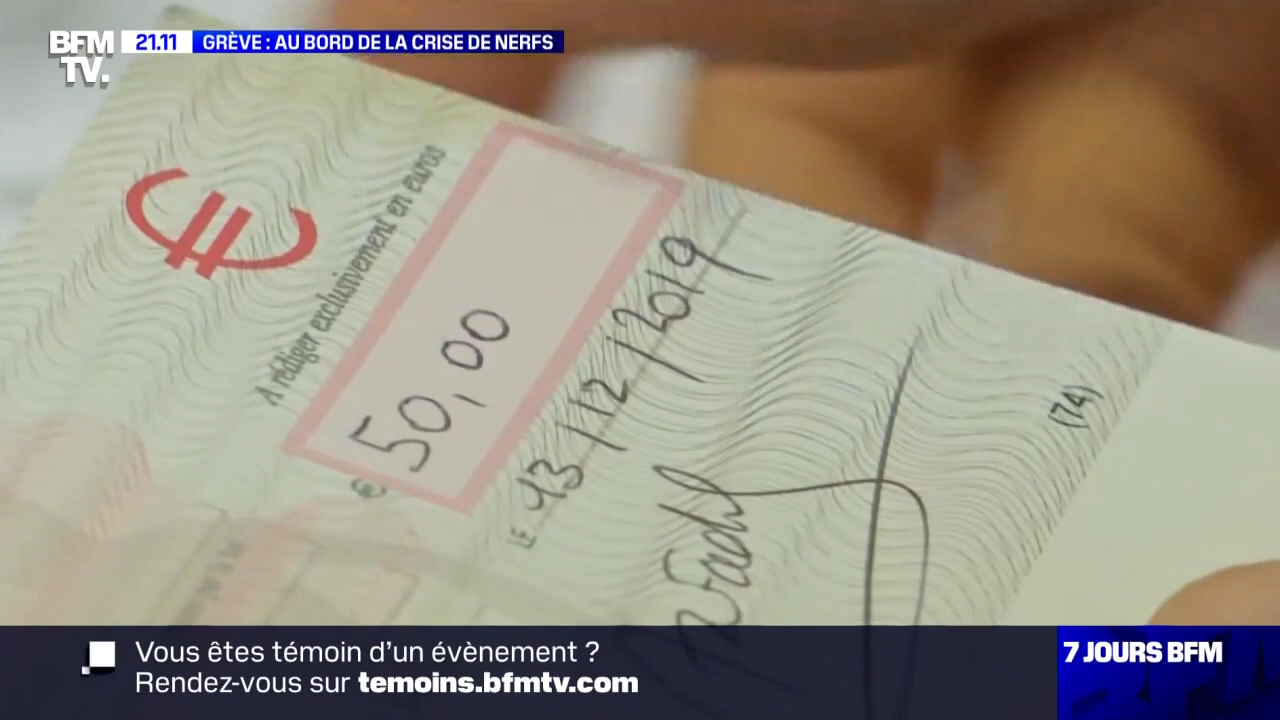 BFM
TV.
21.11
GRÈVE : AU BORD DE LA CRISE DE NERFS
€
A rédiger exclusivement en euros
50,00
€
LE 13/12/2019
(74)
Vous êtes témoin d'un évènement ?
Rendez-vous sur temoins.bfmtv.com
7 JOURS BFM